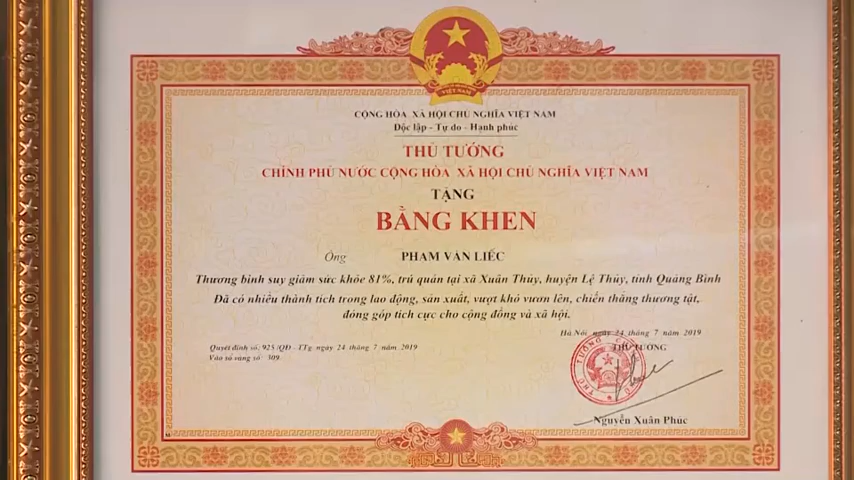 VIỆT NAM
CỘNG HÒA XÃ HỘI CHỦ NGHĨA VIỆT NAM
Độc lập - Tự do - Hạnh phúc
THỦ TƯỚNG
CHÍNH PHỦ NƯỚC CỘNG HÒA XÃ HỘI CHỦ NGHĨA VIỆT NAM
TẶNG
BẰNG KHEN
Ông PHẠM VĂN LIẾC
Thương binh suy giảm sức khỏe 81%, trú quán tại xã Xuân Thủy, huyện Lệ Thủy, tỉnh Quảng Bình
Đã có nhiều thành tích trong lao động, sản xuất, vượt khó vươn lên, chiến thắng thương tật,
đóng góp tích cực cho cộng đồng và xã hội.
Hà Nội, ngày 24 tháng 7 năm 2019
Quyết định số: 925/QĐ - TTg ngày 24 tháng 7 năm 2019
THỦ TƯỚNG
Vào sổ vàng số: 309
Nguyễn Xuân Phúc